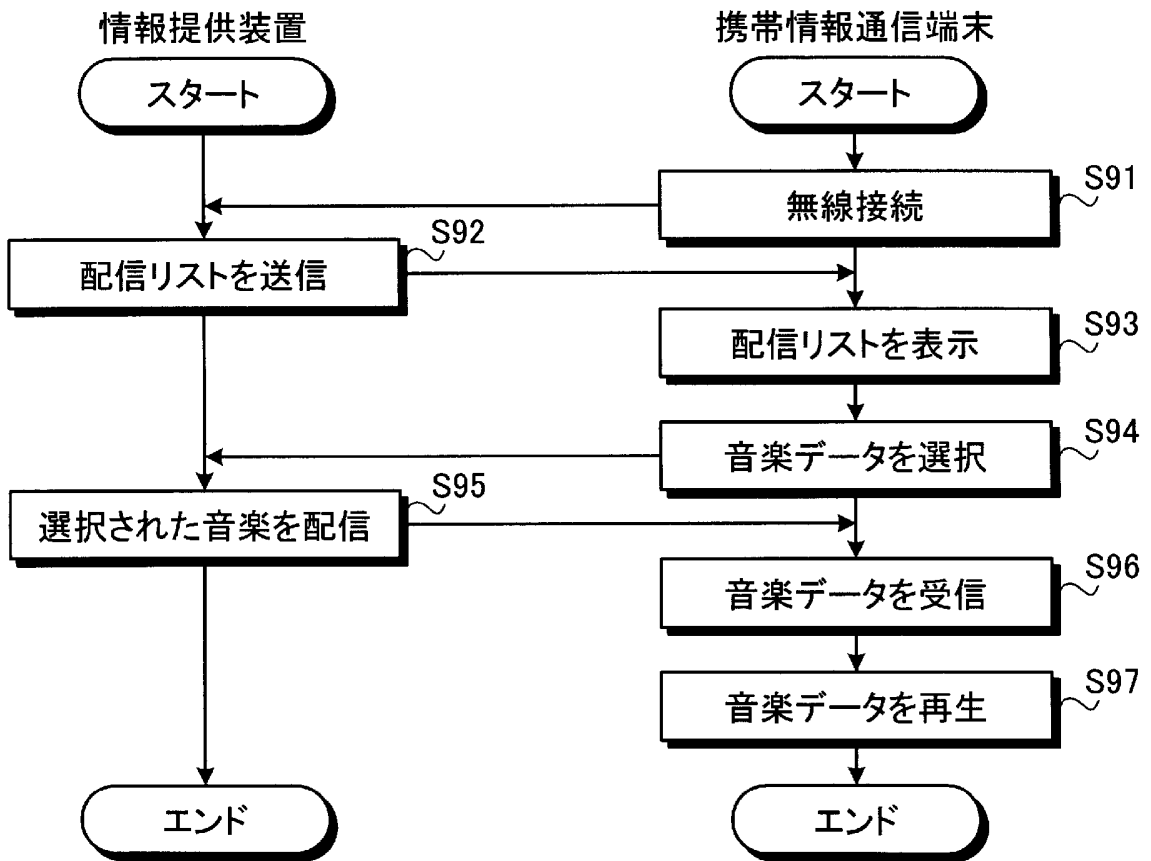 情報提供装置
携帯情報通信端末
スタート
スタート
無線接続
S91
配信リストを送信
S92
配信リストを表示
S93
音楽データを選択
S94
選択された音楽を配信
S95
音楽データを受信
S96
音楽データを再生
S97
エンド
エンド